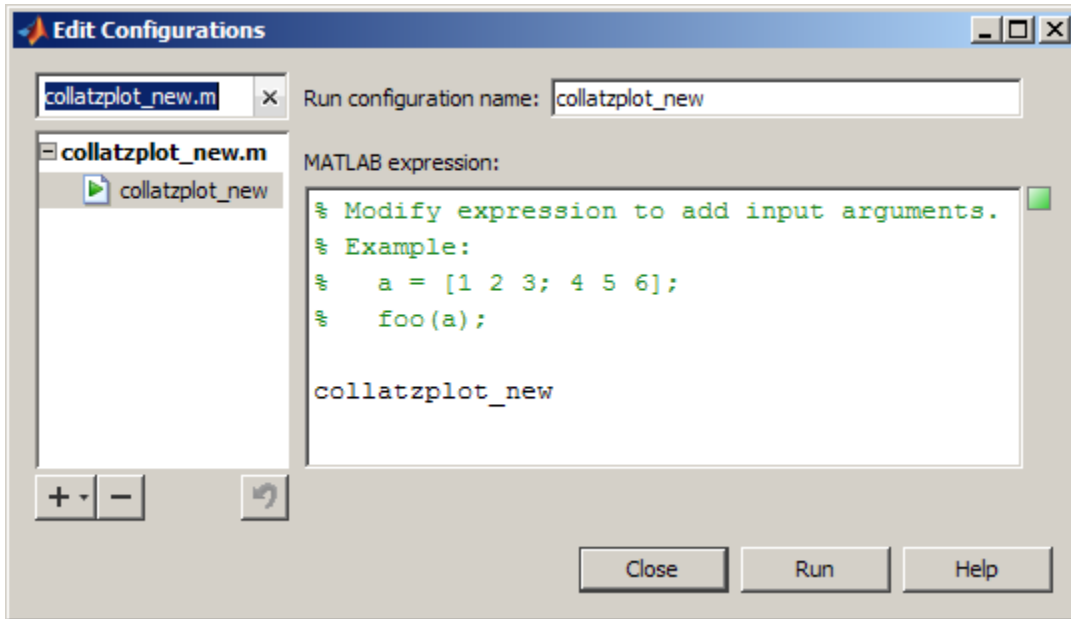 Edit Configurations
collatzplot_new.m
Run configuration name: collatzplot_new
collatzplot_new.m
collatzplot_new
MATLAB expression:
% Modify expression to add input arguments.
% Example:
%   a = [1 2 3; 4 5 6];
%   foo(a);
collatzplot_new
Close
Run
Help